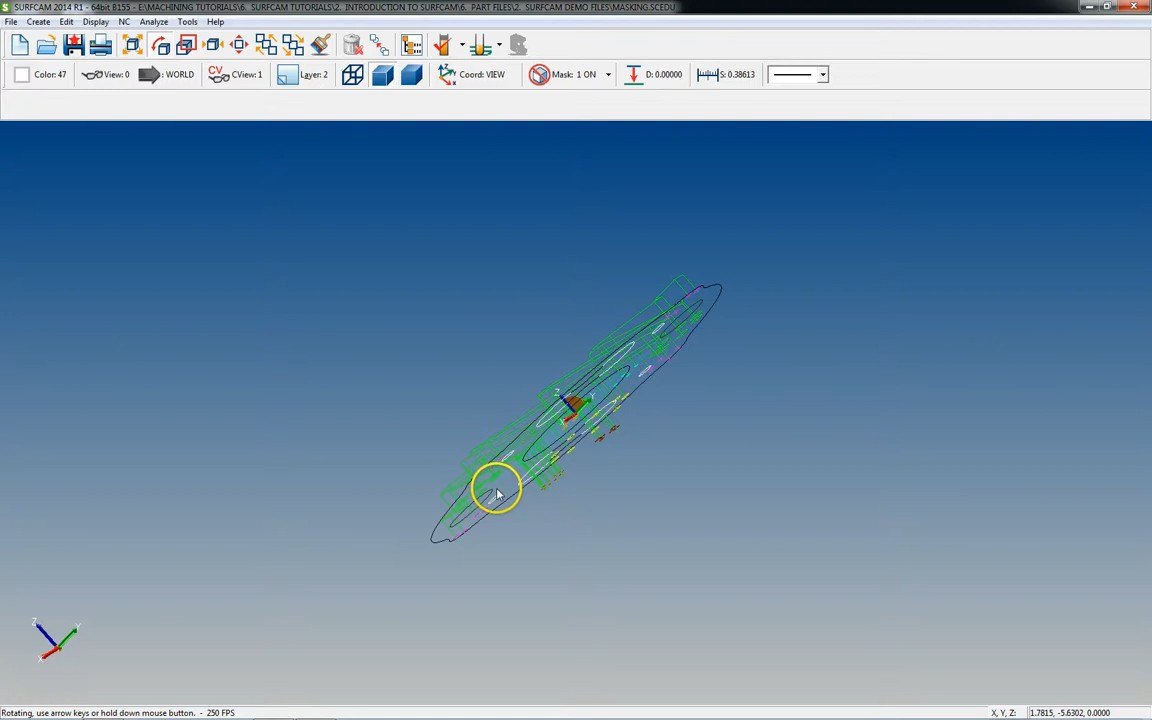 SURFCAM 2014 R1 - 64bit B155 - E:\MACHINING TUTORIALS\6. SURFCAM TUTORIALS\2. INTRODUCTION TO SURFCAM\6. PART FILES\2. SURFCAM DEMO FILES\MASKING.SCEDU
File Create Edit Display NC Analyze Tools Help
Color: 47 View: 0 : WORLD CV CView: 1 Layer: 2 Coord: VIEW Mask: 1 ON D: 0.00000 S: 0.38613
Z Y
X
Z Y
X
Rotating, use arrow keys or hold down mouse button. - 250 FPS X, Y, Z: 1.7815, -5.6302, 0.0000